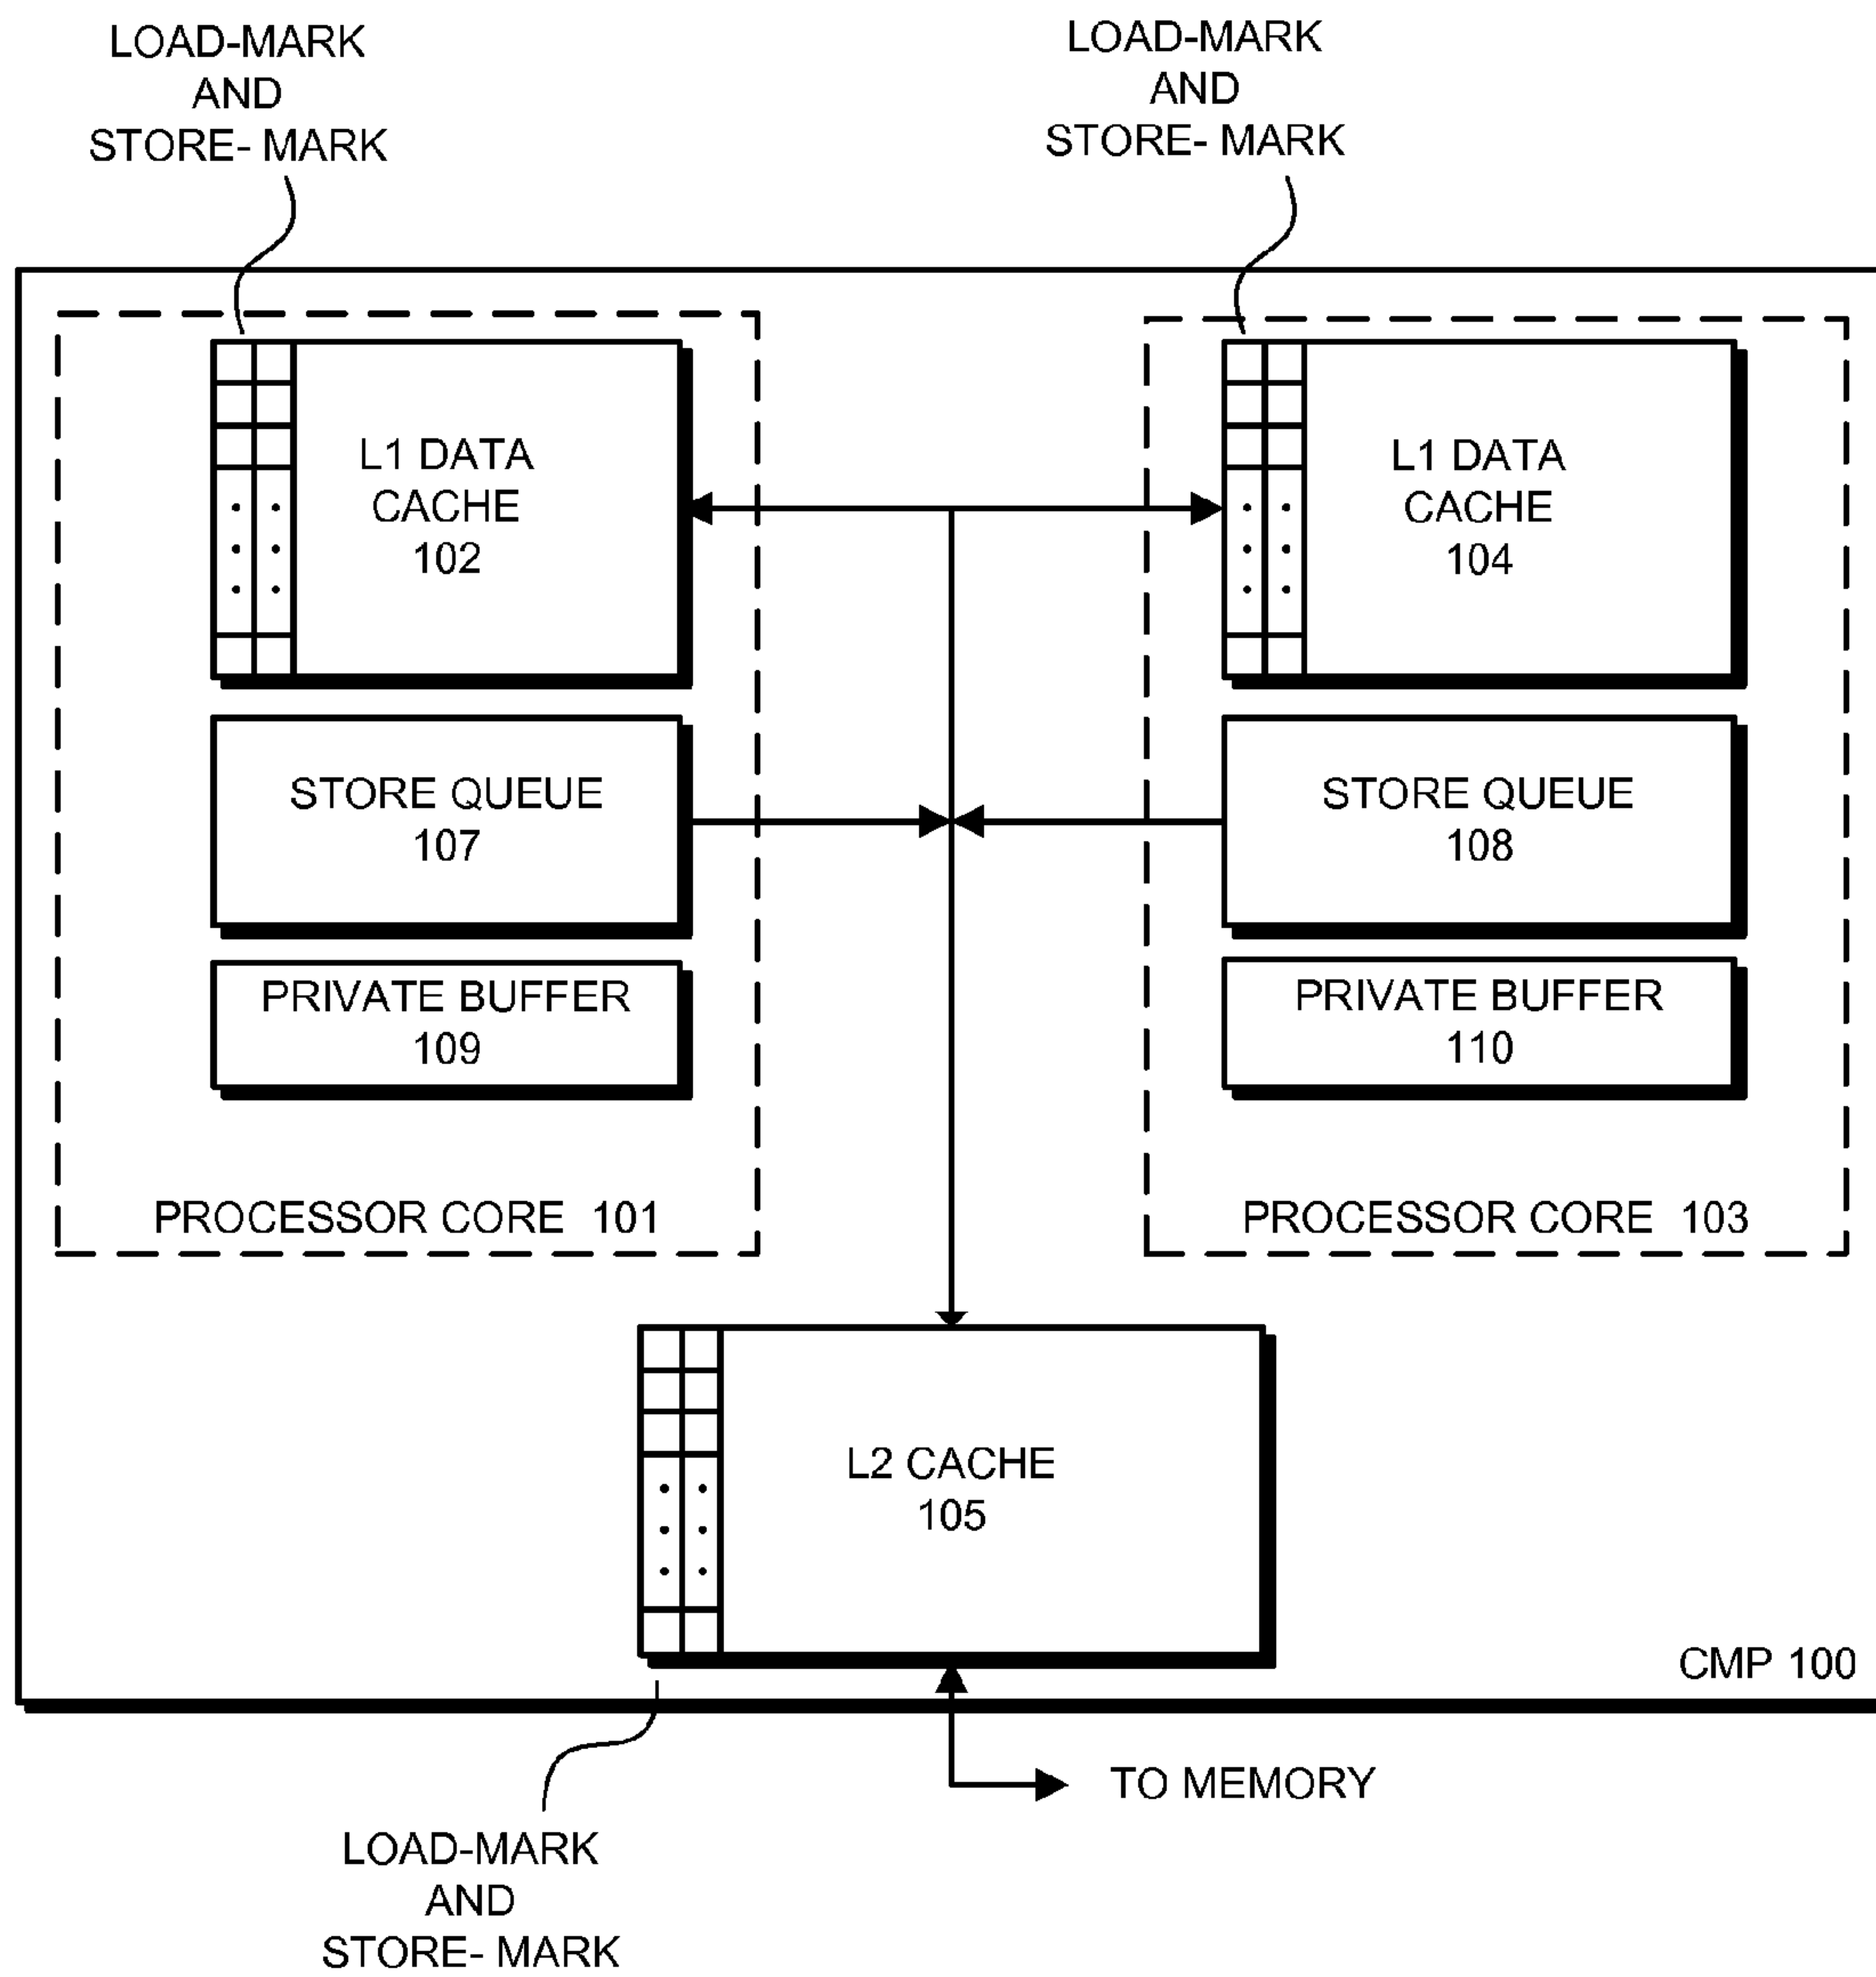 LOAD-MARK
AND
STORE- MARK
LOAD-MARK
AND
STORE- MARK
L1 DATA
CACHE
102
L1 DATA
CACHE
104
STORE QUEUE
107
STORE QUEUE
108
PRIVATE BUFFER
109
PRIVATE BUFFER
110
PROCESSOR CORE 101
PROCESSOR CORE 103
L2 CACHE
105
CMP 100
TO MEMORY
LOAD-MARK
AND
STORE- MARK